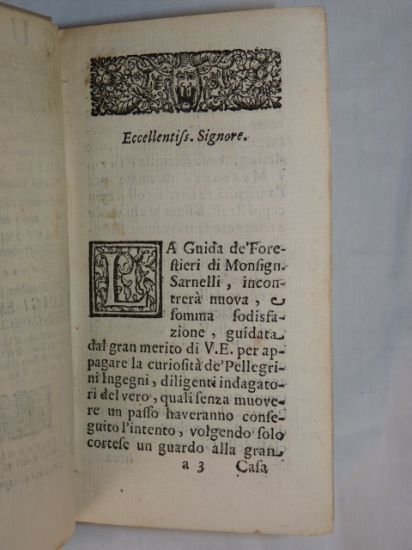 Eccellentiss. Signore.
LA Guida de'Fore-
stieri di Monsign.
Sarnelli, incon-
trerà nuova, e
somma sodisfa-
zione, guidata
dal gran merito di V.E. per ap-
pagare la curiosità de'Pellegri-
ni Ingegni, diligenti indagato-
ri del vero, quali senza muove-
re un passo haveranno conse-
guito l'intento, volgendo solo
cortese un guardo alla gran
a 3 Casa